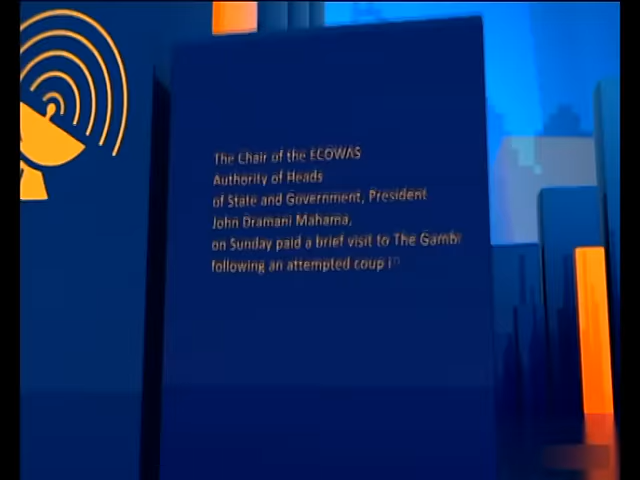 The Chair of the ECOWAS
Authority of Heads
of State and Government, President
John Dramani Mahama,
on Sunday paid a brief visit to The Gambi
following an attempted coup i